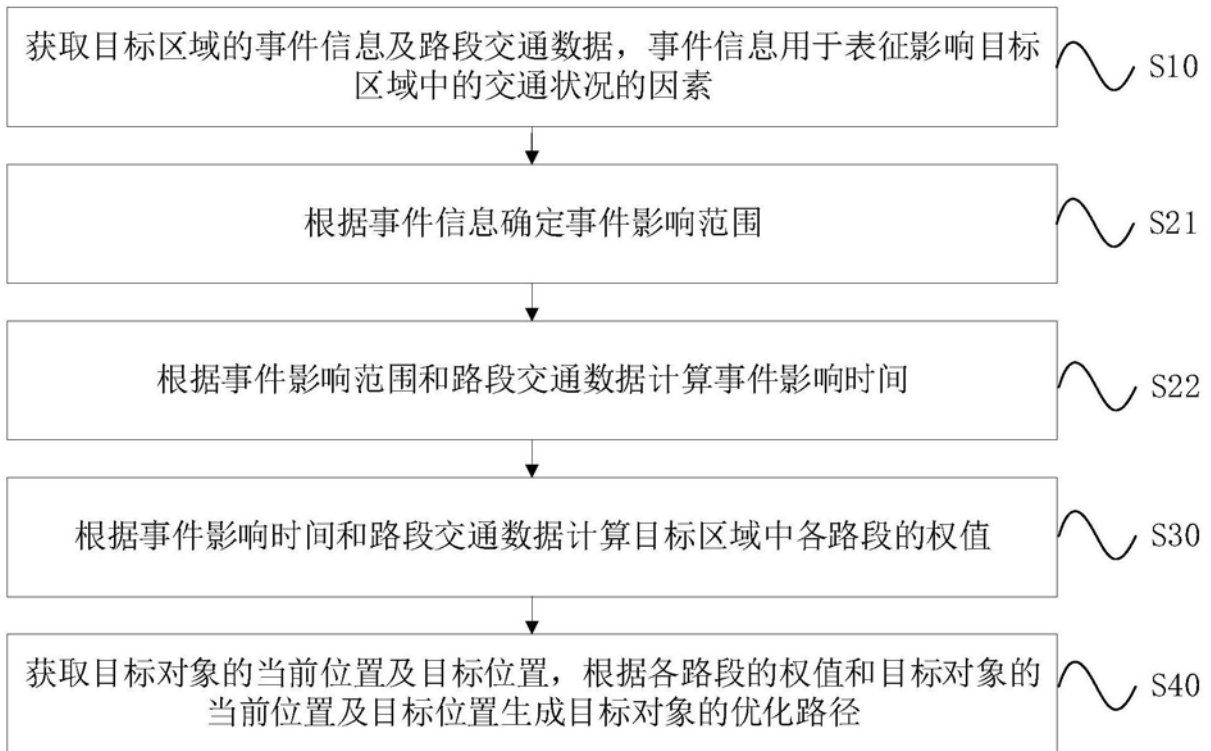 获取目标区域的事件信息及路段交通数据，事件信息用于表征影响目标
区域中的交通状况的因素
S10
根据事件信息确定事件影响范围
S21
根据事件影响范围和路段交通数据计算事件影响时间
S22
根据事件影响时间和路段交通数据计算目标区域中各路段的权值
S30
获取目标对象的当前位置及目标位置，根据各路段的权值和目标对象的
当前位置及目标位置生成目标对象的优化路径
S40